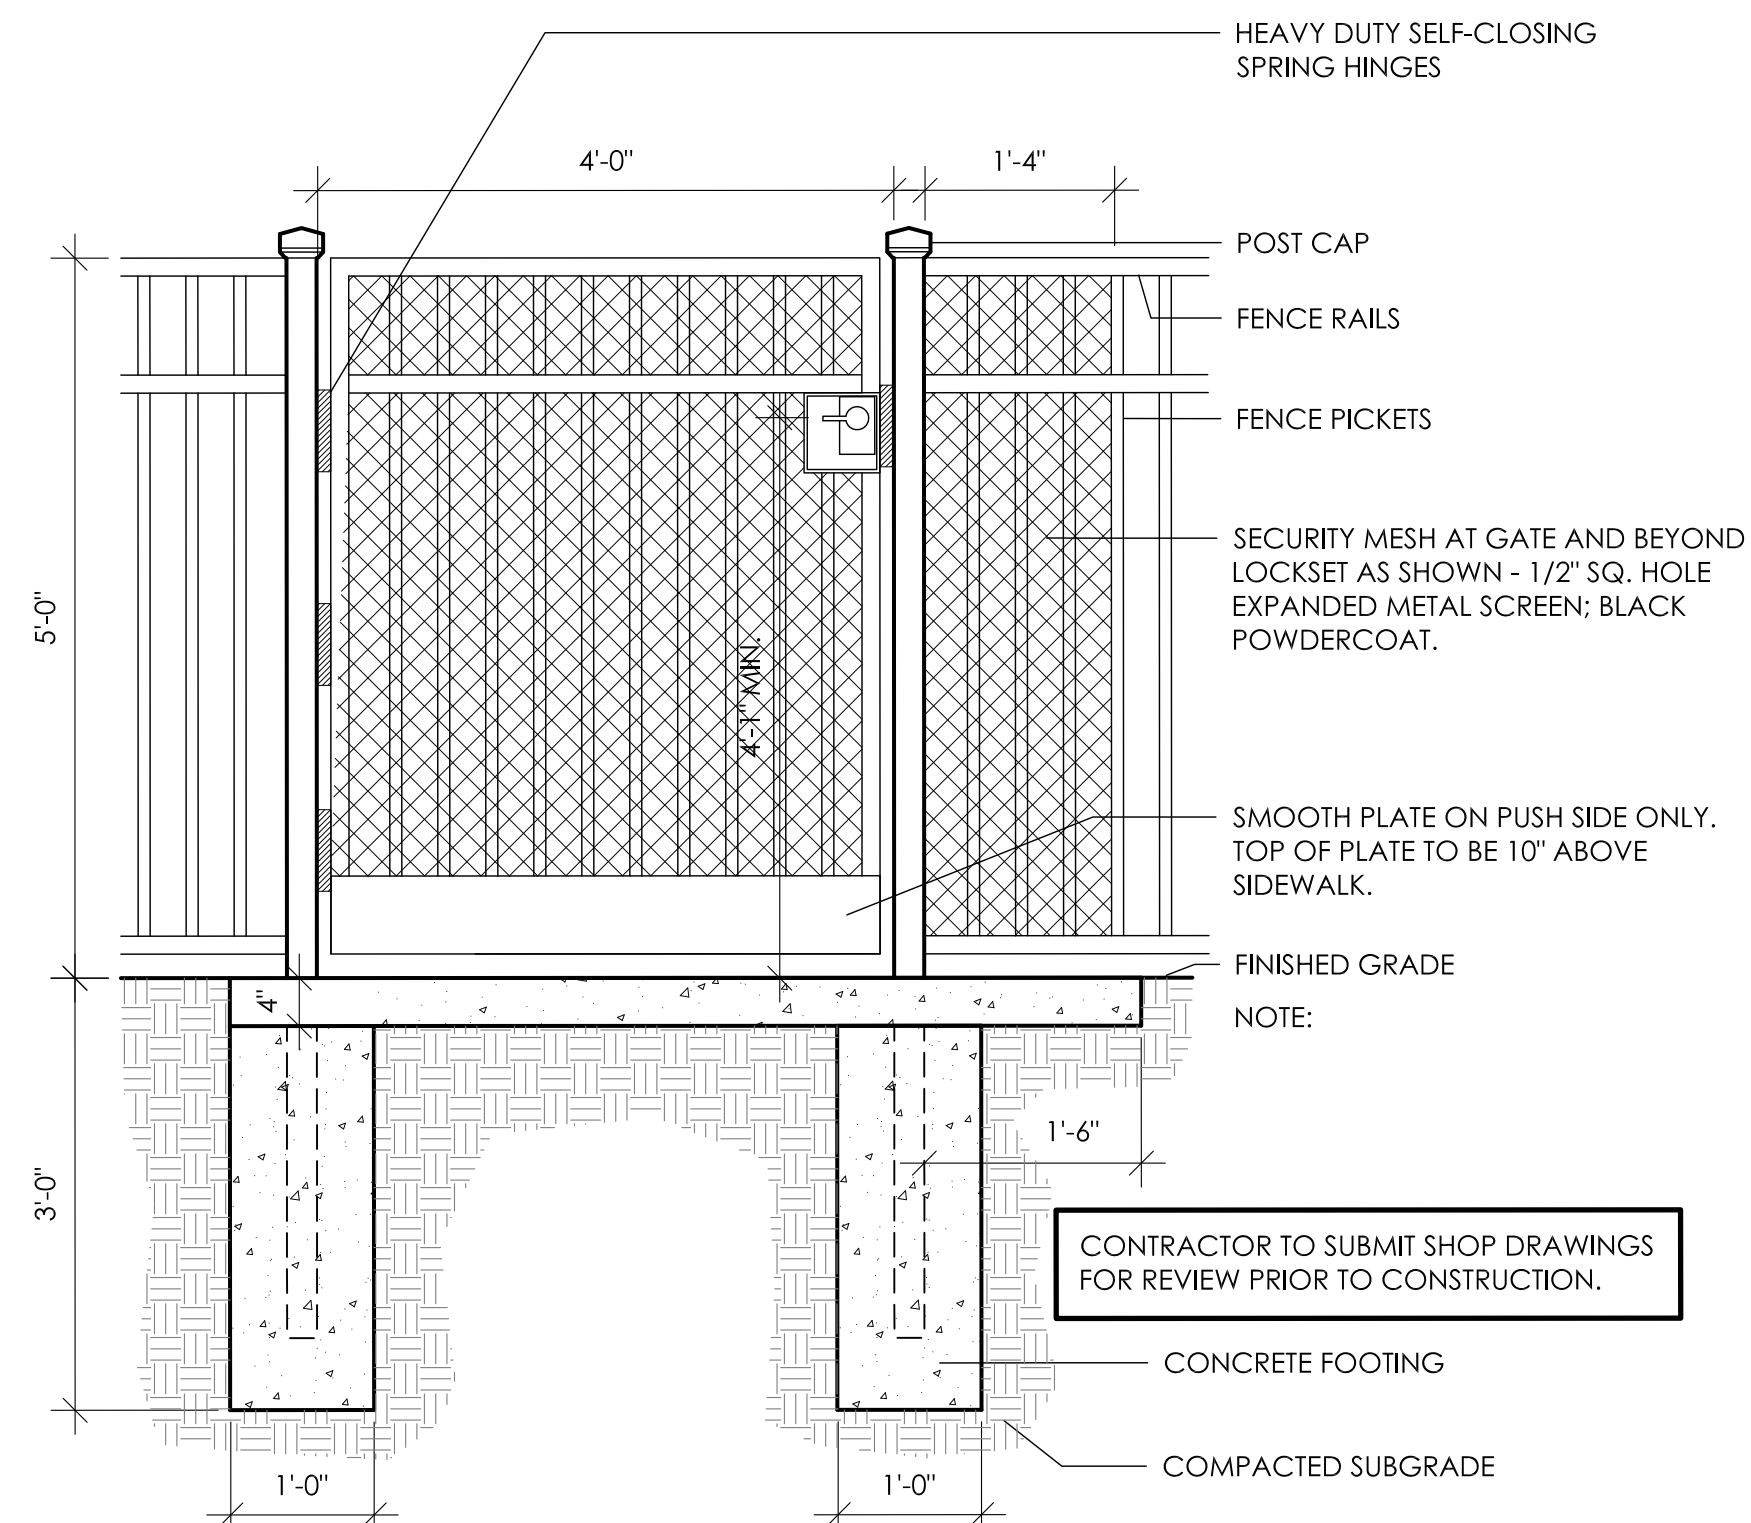 HEAVY DUTY SELF-CLOSING
SPRING HINGES
4'-0"
1'-4"
POST CAP
FENCE RAILS
FENCE PICKETS
SECURITY MESH AT GATE AND BEYOND
LOCKSET AS SHOWN - 1/2" SQ. HOLE
EXPANDED METAL SCREEN; BLACK
POWDERCOAT.
5'-0"
4'-1" MIN.
SMOOTH PLATE ON PUSH SIDE ONLY.
TOP OF PLATE TO BE 10" ABOVE
SIDEWALK.
FINISHED GRADE
NOTE:
4"
1'-6"
3'-0"
CONTRACTOR TO SUBMIT SHOP DRAWINGS
FOR REVIEW PRIOR TO CONSTRUCTION.
CONCRETE FOOTING
COMPACTED SUBGRADE
1'-0"
1'-0"